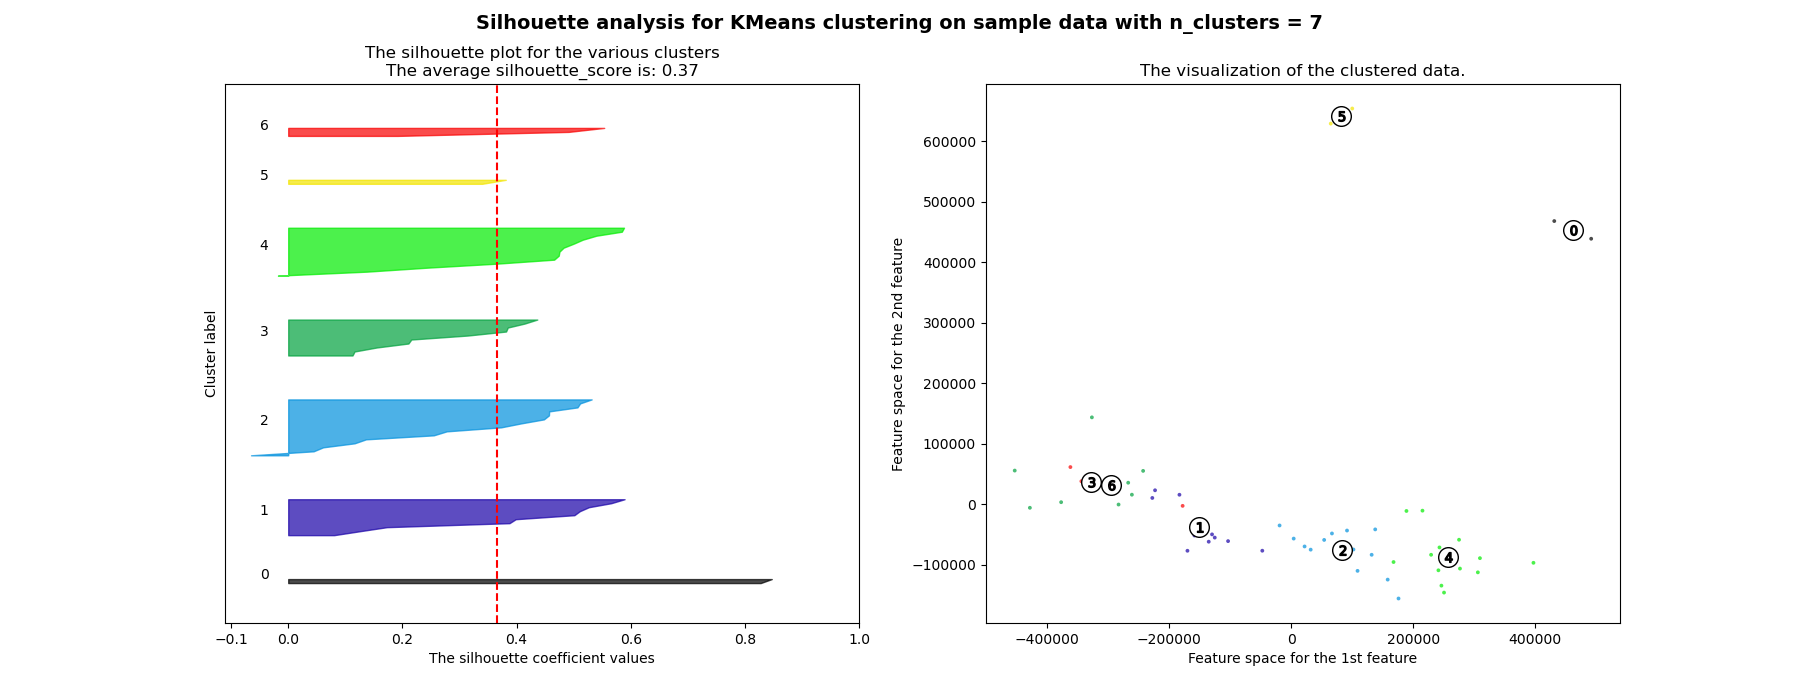 Silhouette analysis for KMeans clustering on sample data with n_clusters = 7
The silhouette plot for the various clusters
The average silhouette_score is: 0.37
Cluster label
6
5
4
3
2
1
0
−0.1 0.0 0.2 0.4 0.6 0.8 1.0
The silhouette coefficient values
The visualization of the clustered data.
Feature space for the 2nd feature
600000
500000
400000
300000
200000
100000
0
−100000
5
0
3 6
1
2 4
−400000 −200000 0 200000 400000
Feature space for the 1st feature